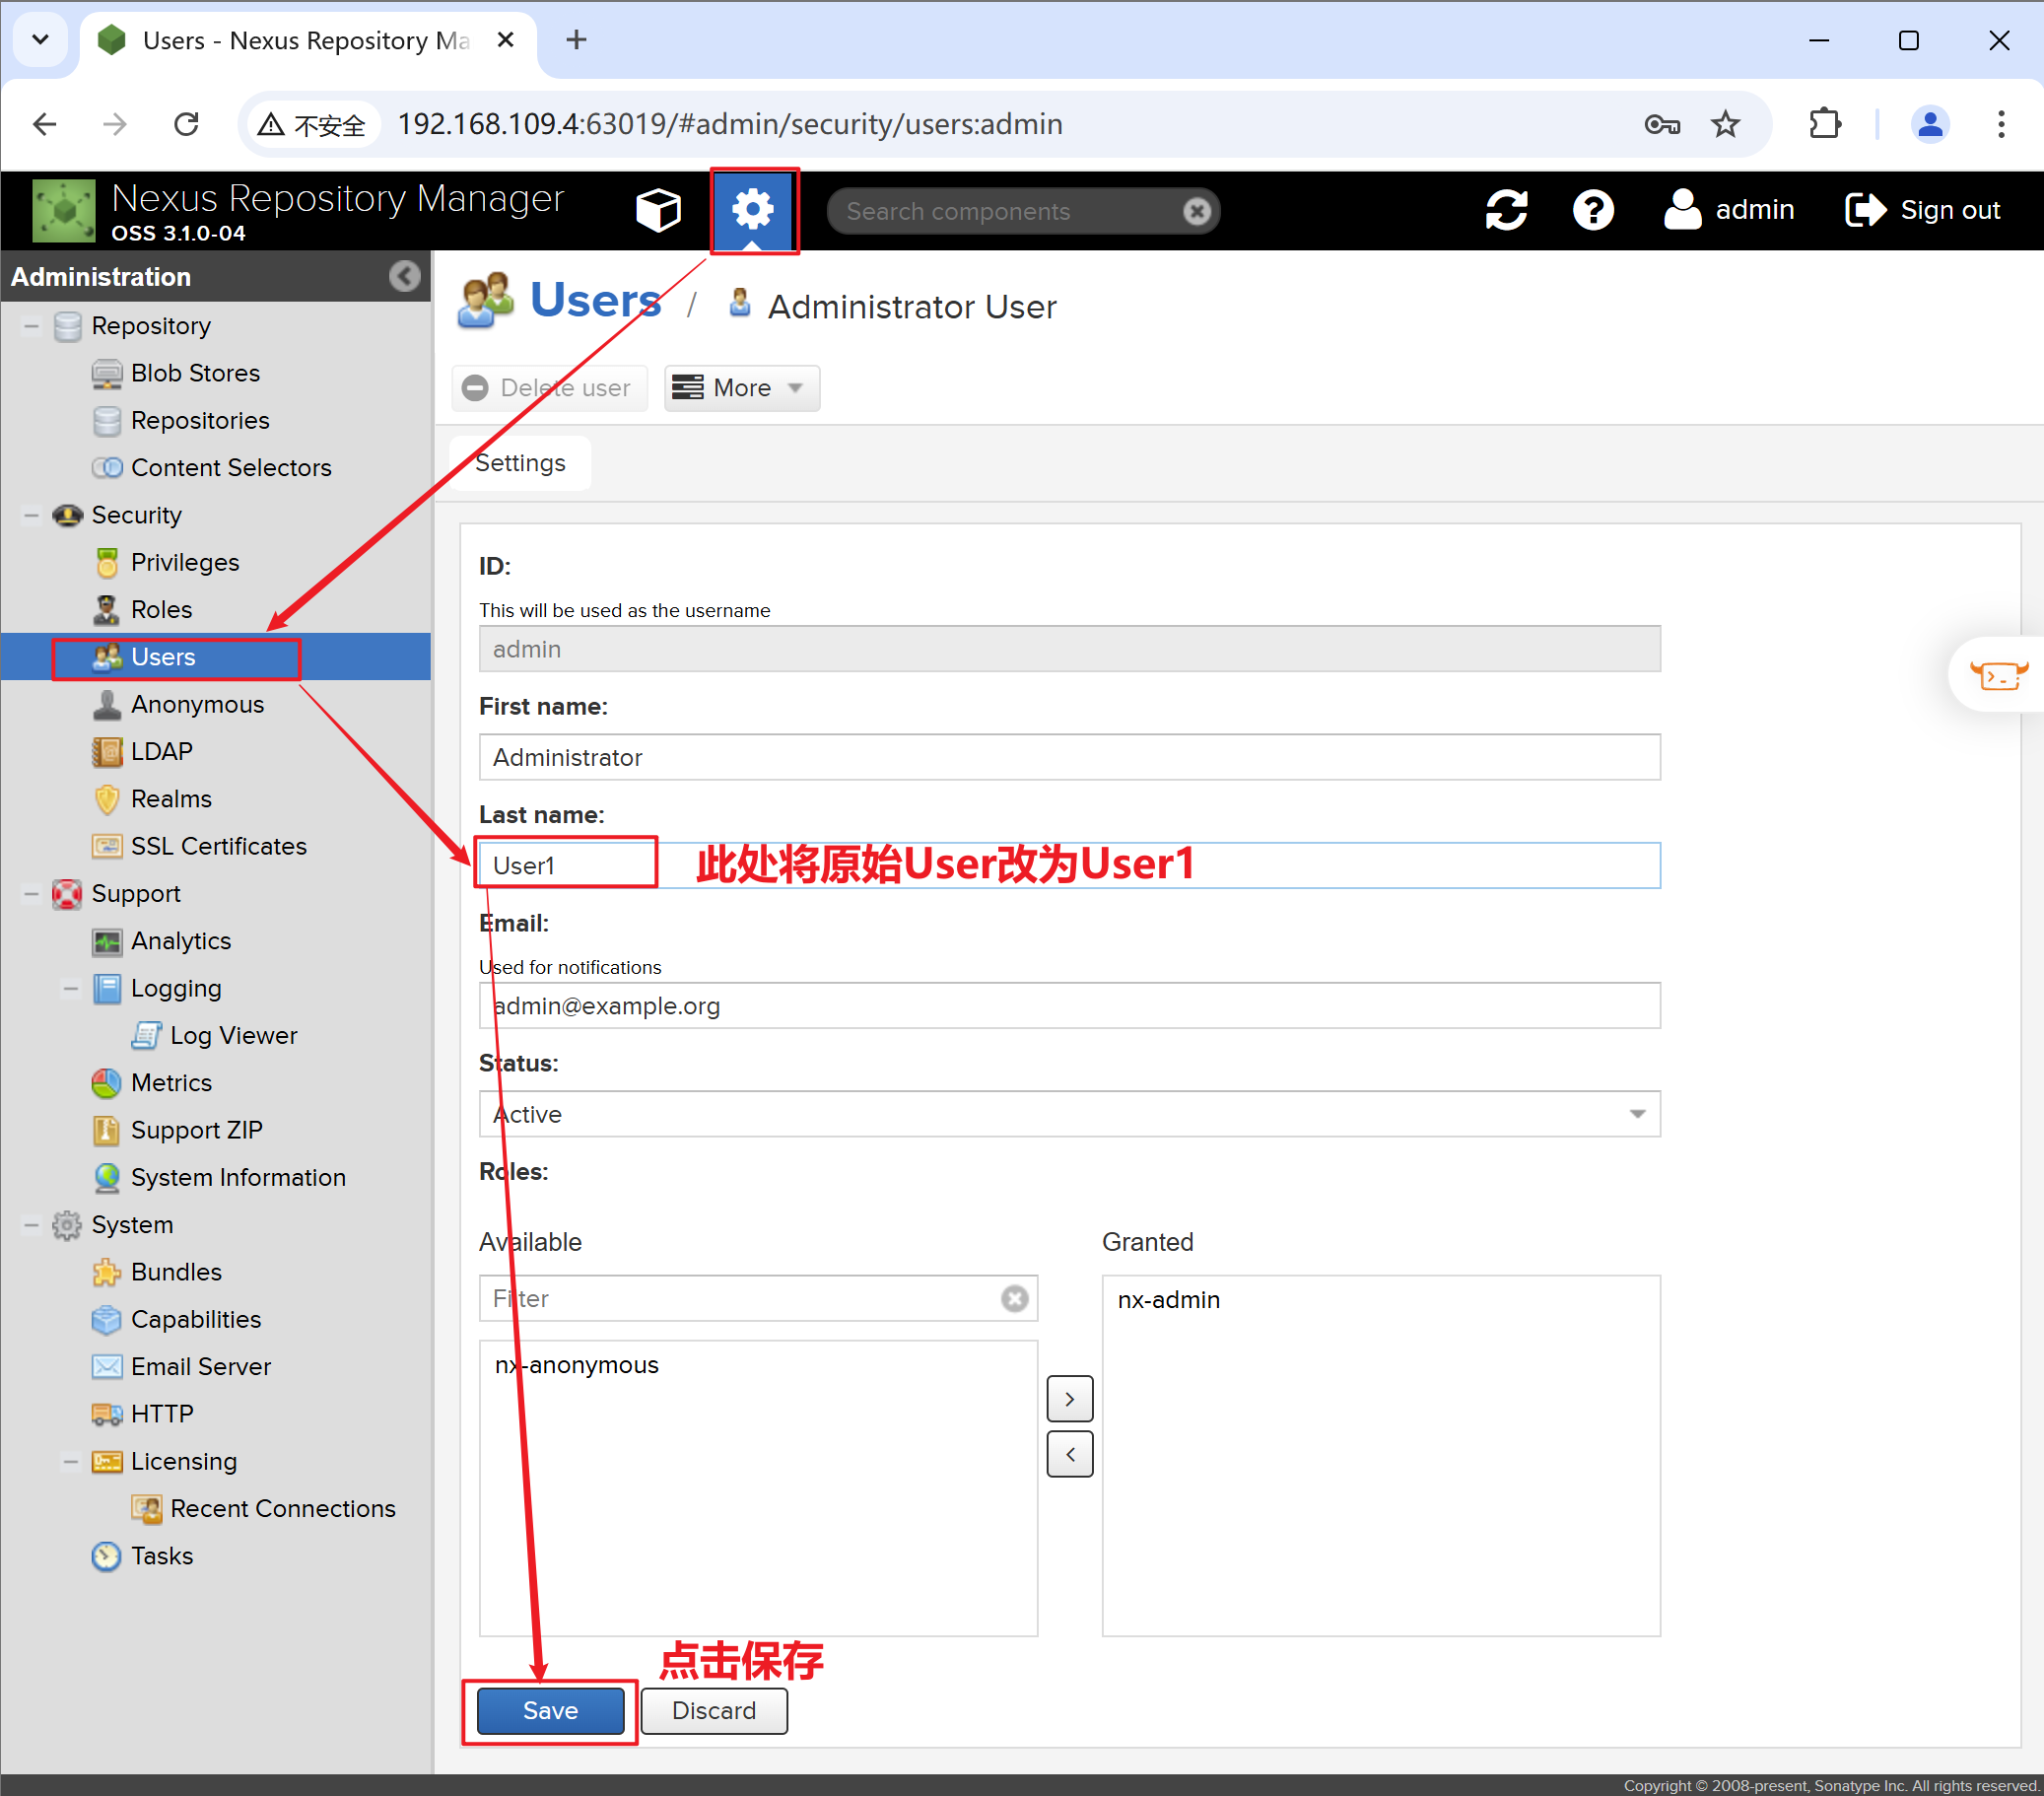 Users - Nexus Repository Ma
不安全
192.168.109.4:63019/#admin/security/users:admin
Nexus Repository Manager
OSS 3.1.0-04
Search components
admin
Sign out
Administration
Repository
Blob Stores
Repositories
Content Selectors
Security
Privileges
Roles
Users
Anonymous
LDAP
Realms
SSL Certificates
Support
Analytics
Logging
Log Viewer
Metrics
Support ZIP
System Information
System
Bundles
Capabilities
Email Server
HTTP
Licensing
Recent Connections
Tasks
Users / Administrator User
Delete user
More
Settings
ID:
This will be used as the username
admin
First name:
Administrator
Last name:
User1
此处将原始User改为User1
Email:
Used for notifications
admin@example.org
Status:
Active
Roles:
Available
Granted
Filter
nx-admin
nx-anonymous
点击保存
Save
Discard
Copyright © 2008-present, Sonatype Inc. All rights reserved.